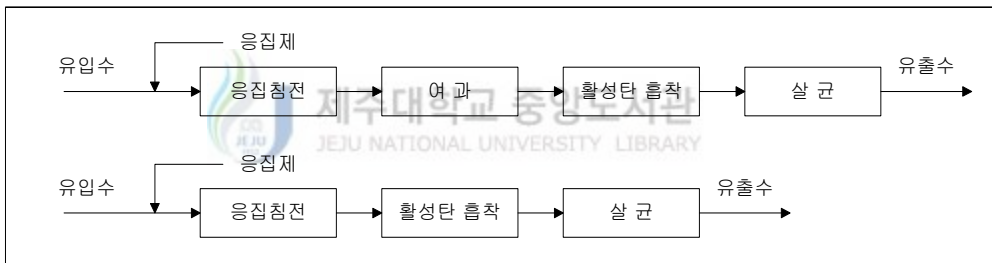 응집제
유입수
유출수
응집침전
여 과
활성탄 흡착
살 균
제주대학교 중앙도서관
JEJU NATIONAL UNIVERSITY LIBRARY
JEJU
응집제
유입수
유출수
응집침전
활성탄 흡착
살 균